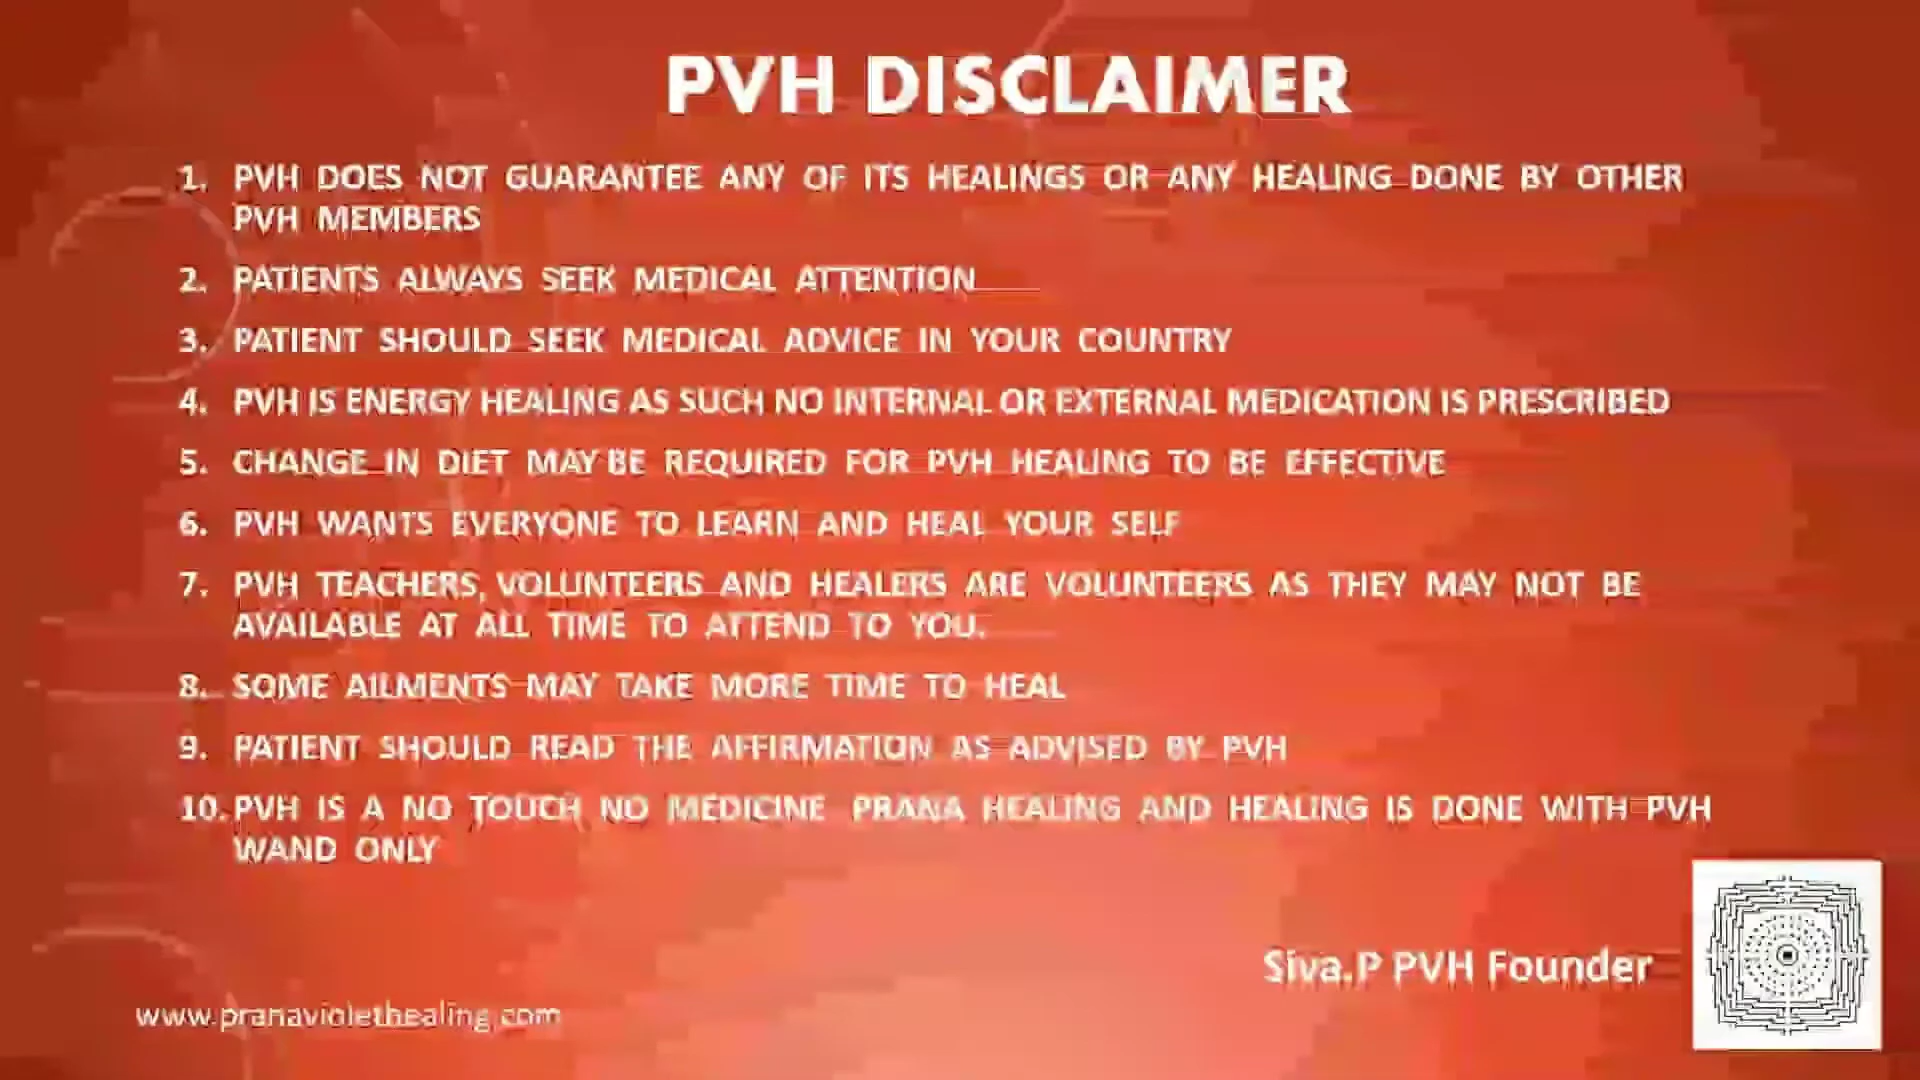 PVH DISCLAIMER
1. PVH DOES NOT GUARANTEE ANY OF ITS HEALINGS OR ANY HEALING DONE BY OTHER
PVH MEMBERS
2. PATIENTS ALWAYS SEEK MEDICAL ATTENTION
3. PATIENT SHOULD SEEK MEDICAL ADVICE IN YOUR COUNTRY
4. PVH IS ENERGY HEALING AS SUCH NO INTERNAL OR EXTERNAL MEDICATION IS PRESCRIBED
5. CHANGE IN DIET MAY BE REQUIRED FOR PVH HEALING TO BE EFFECTIVE
6. PVH WANTS EVERYONE TO LEARN AND HEAL YOUR SELF
7. PVH TEACHERS, VOLUNTEERS AND HEALERS ARE VOLUNTEERS AS THEY MAY NOT BE
AVAILABLE AT ALL TIME TO ATTEND TO YOU.
8. SOME AILMENTS MAY TAKE MORE TIME TO HEAL
9. PATIENT SHOULD READ THE AFFIRMATION AS ADVISED BY PVH
10. PVH IS A NO TOUCH NO MEDICINE PRANA HEALING AND HEALING IS DONE WITH PVH
WAND ONLY
Siva.P PVH Founder
www.pranaviolethealing.com